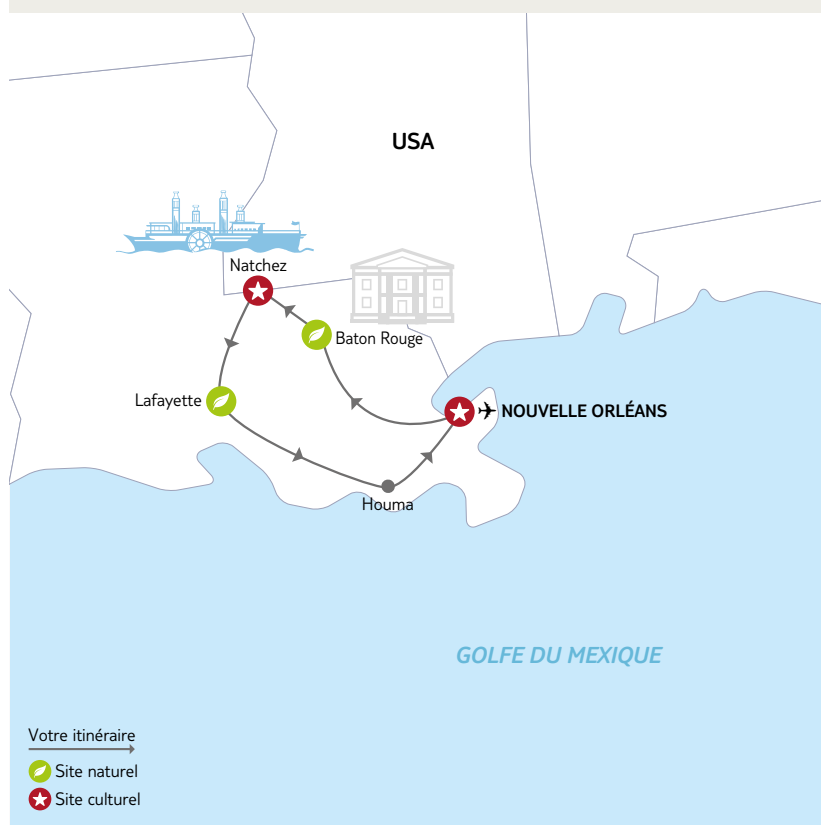 USA
Natchez
Baton Rouge
Lafayette
NOUVELLE ORLÉANS
Houma
GOLFE DU MEXIQUE
Votre itinéraire
Site naturel
Site culturel